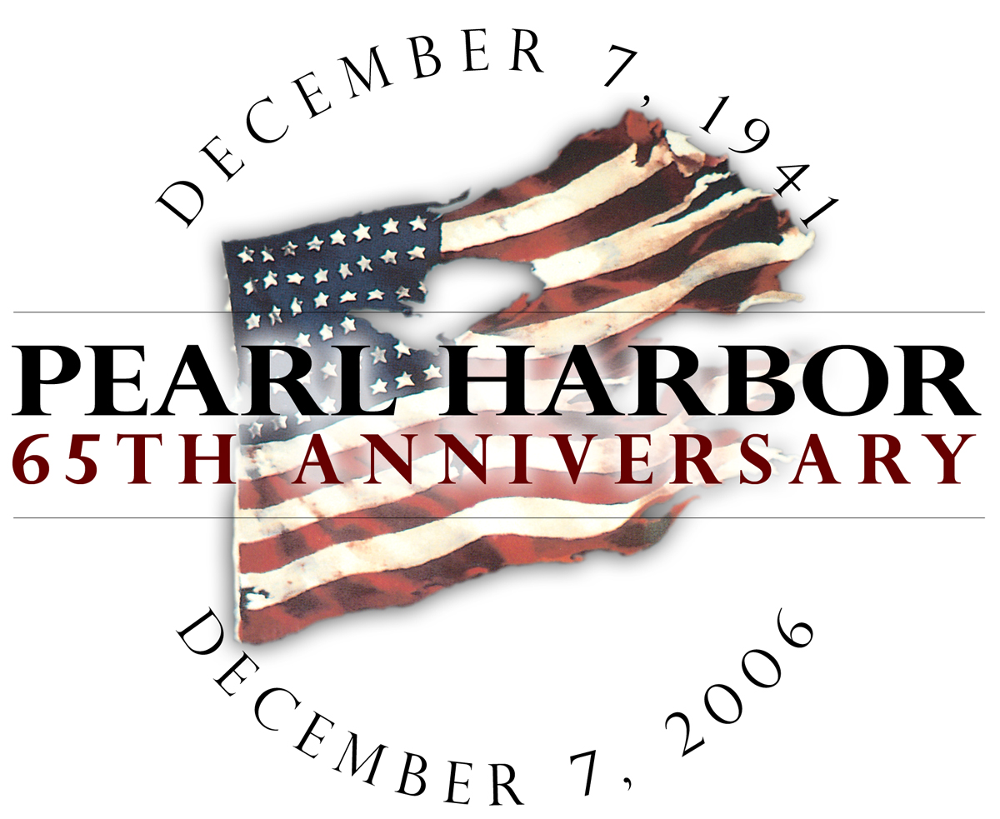 DECEMBER 7, 1941
PEARL HARBOR
65TH ANNIVERSARY
DECEMBER 7, 2006